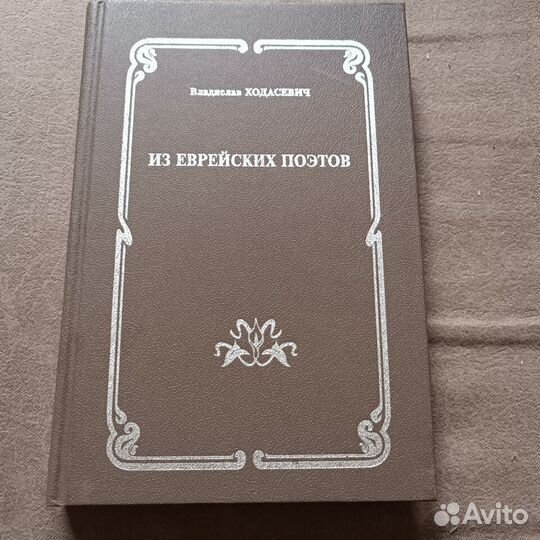 Владислав ХОДАСЕВИЧ
ИЗ ЕВРЕЙСКИХ ПОЭТОВ
Avito